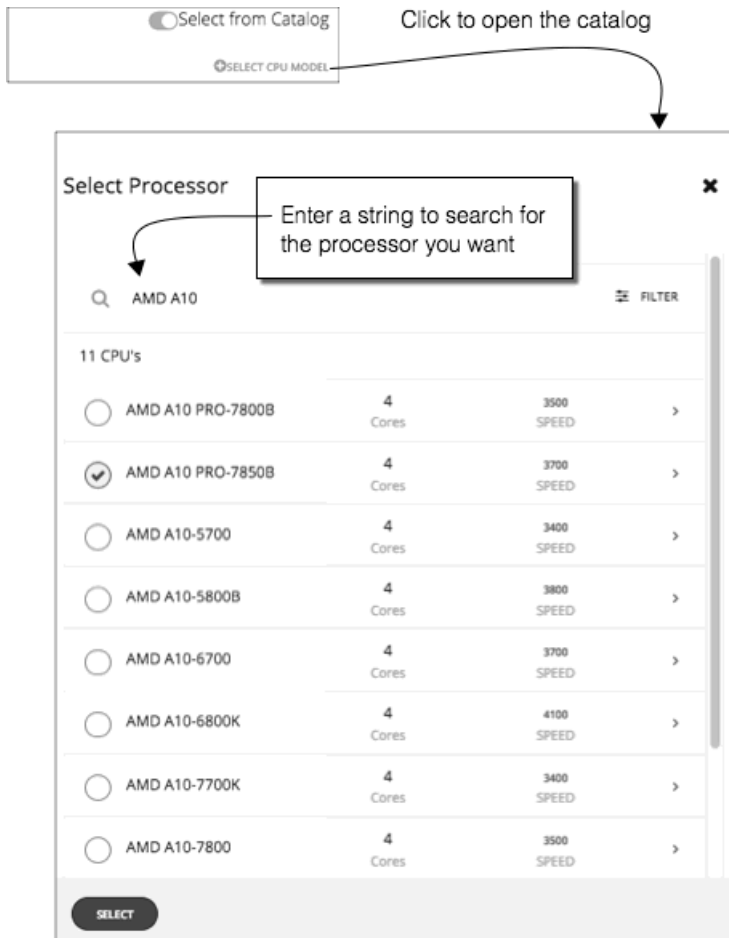 Select from Catalog
Click to open the catalog
SELECT CPU MODEL
Select Processor
Enter a string to search for
the processor you want
AMD A10
FILTER
11 CPU's
AMD A10 PRO-7800B
4
Cores
3500
SPEED
AMD A10 PRO-7850B
4
Cores
3700
SPEED
AMD A10-5700
4
Cores
3400
SPEED
AMD A10-5800B
4
Cores
3800
SPEED
AMD A10-6700
4
Cores
3700
SPEED
AMD A10-6800K
4
Cores
4100
SPEED
AMD A10-7700K
4
Cores
3400
SPEED
AMD A10-7800
4
Cores
3500
SPEED
SELECT